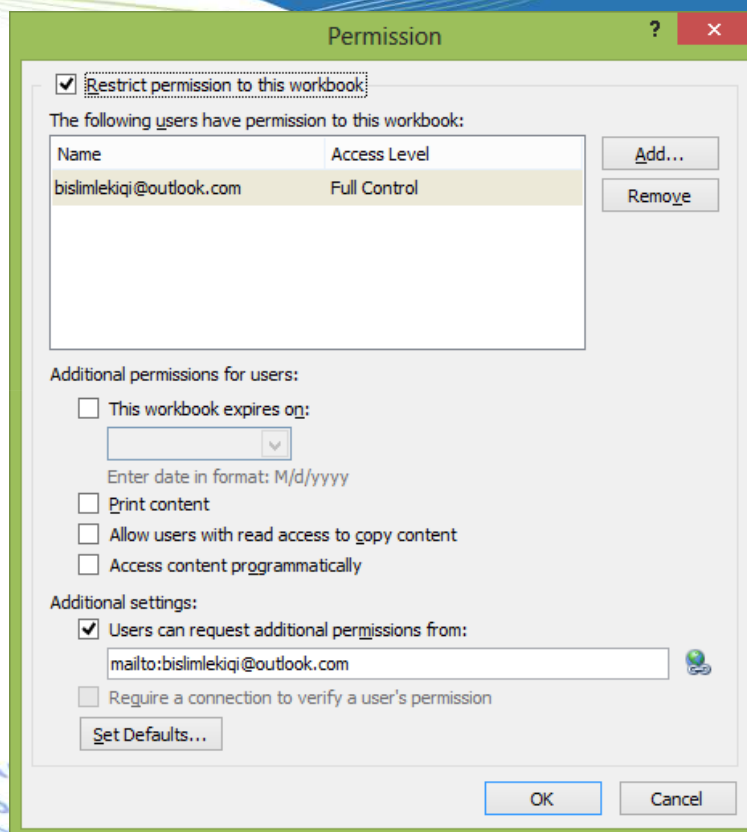 Permission
?
×
Restrict permission to this workbook
The following users have permission to this workbook:
Name Access Level
Add...
bislimlekiqi@outlook.com Full Control
Remove
Additional permissions for users:
This workbook expires on:
Enter date in format: M/d/yyyy
Print content
Allow users with read access to copy content
Access content programmatically
Additional settings:
Users can request additional permissions from:
mailto:bislimlekiqi@outlook.com
Require a connection to verify a user's permission
Set Defaults...
OK Cancel